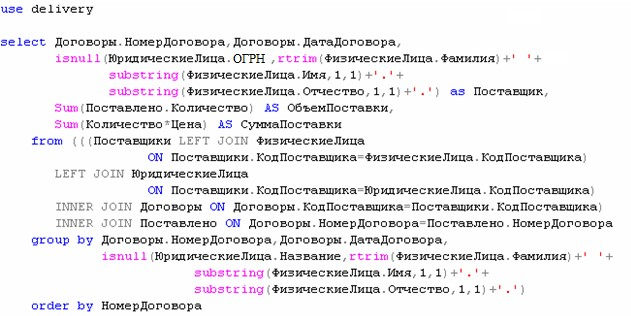 use delivery
select Договоры.НомерДоговора,Договоры.ДатаДоговора,
isnull(ЮридическиеЛица.ОГРН ,rtrim(ФизическиеЛица.Фамилия)+' '+
substring(ФизическиеЛица.Имя,1,1)+'.'+
substring(ФизическиеЛица.Отчество,1,1)+'.') as Поставщик,
Sum(Поставлено.Количество) AS ОбъемПоставки,
Sum(Количество*Цена) AS СуммаПоставки
from (((Поставщики LEFT JOIN ФизическиеЛица
ON Поставщики.КодПоставщика=ФизическиеЛица.КодПоставщика)
LEFT JOIN ЮридическиеЛица
ON Поставщики.КодПоставщика=ЮридическиеЛица.КодПоставщика)
INNER JOIN Договоры ON Договоры.КодПоставщика=Поставщики.КодПоставщика)
INNER JOIN Поставлено ON Договоры.НомерДоговора=Поставлено.НомерДоговора
group by Договоры.НомерДоговора,Договоры.ДатаДоговора,
isnull(ЮридическиеЛица.Название,rtrim(ФизическиеЛица.Фамилия)+' '+
substring(ФизическиеЛица.Имя,1,1)+'.'+
substring(ФизическиеЛица.Отчество,1,1)+'.')
order by НомерДоговора